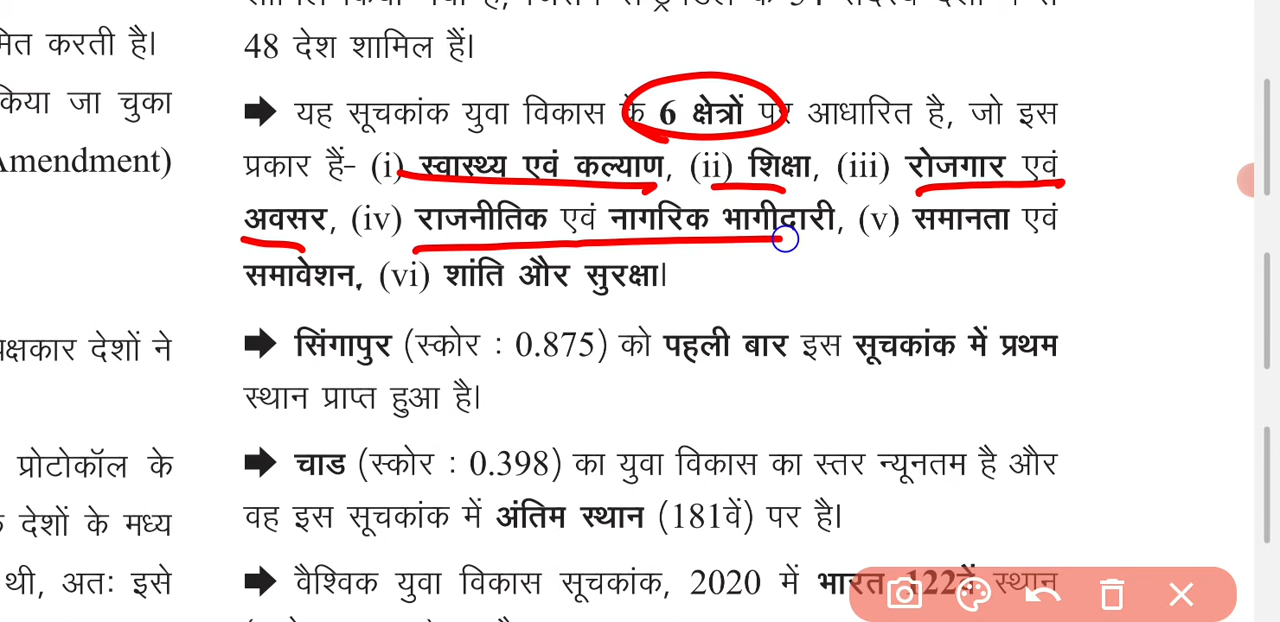 48 देश शामिल हैं।
➡ यह सूचकांक युवा विकास के 6 क्षेत्रों पर आधारित है, जो इस
प्रकार हैं- (i) स्वास्थ्य एवं कल्याण, (ii) शिक्षा, (iii) रोजगार एवं
अवसर, (iv) राजनीतिक एवं नागरिक भागीदारी, (v) समानता एवं
समावेशन, (vi) शांति और सुरक्षा।
➡ सिंगापुर (स्कोर : 0.875) को पहली बार इस सूचकांक में प्रथम
स्थान प्राप्त हुआ है।
➡ चाड (स्कोर : 0.398) का युवा विकास का स्तर न्यूनतम है और
वह इस सूचकांक में अंतिम स्थान (181वें) पर है।
➡ वैश्विक युवा विकास सूचकांक, 2020 में भारत 122वें स्थान
करती है।
किया जा चुका
Amendment)
देशों ने
प्रोटोकॉल के
देशों के मध्य
थी, अतः इसे